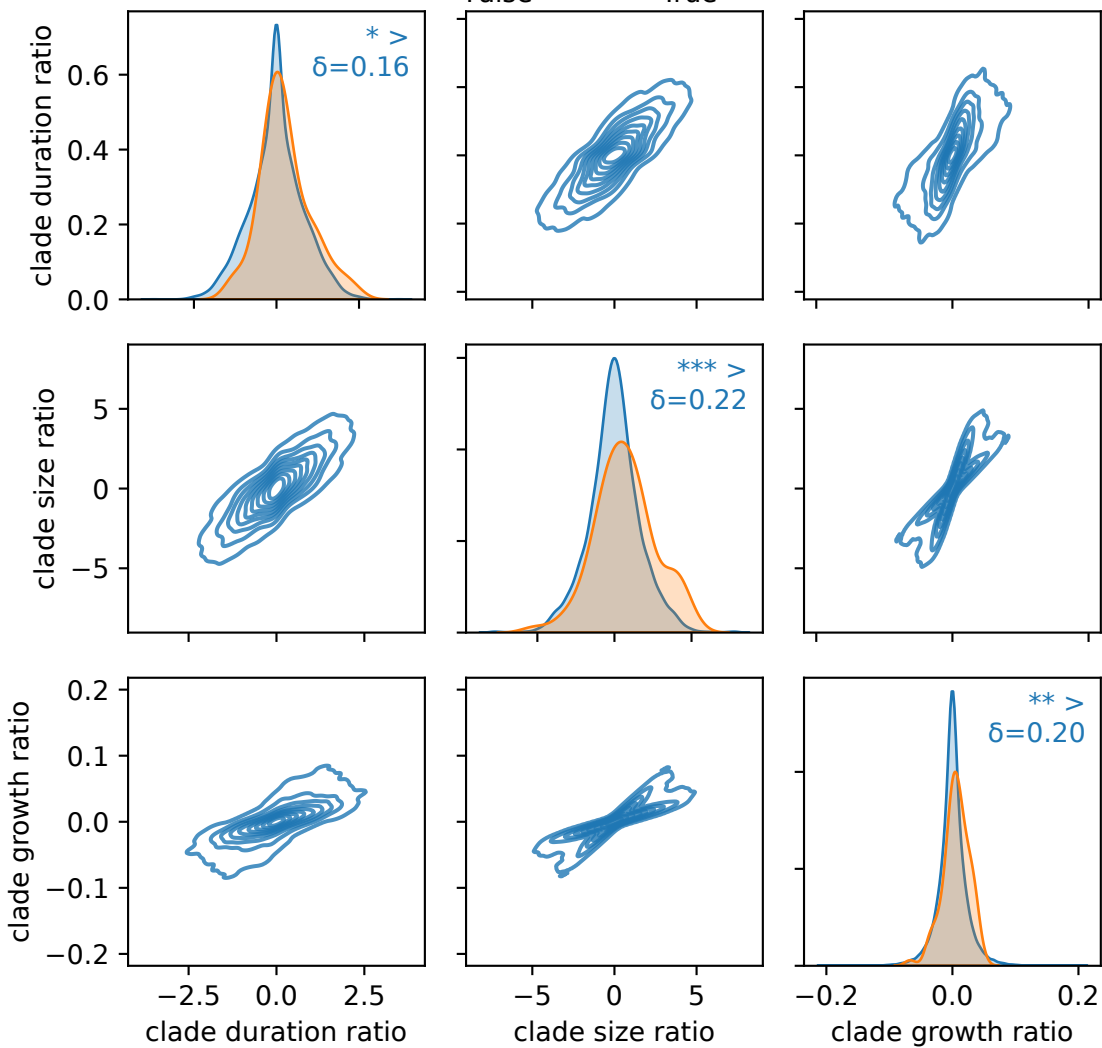 True
clade duration ratio
0.6
0.4
0.2
0.0
* >
δ=0.16
clade size ratio
5
0
−5
*** >
δ=0.22
clade growth ratio
0.2
0.1
0.0
−0.1
−0.2
** >
δ=0.20
−2.5 0.0 2.5
−5 0 5
−0.2 0.0 0.2
clade duration ratio
clade size ratio
clade growth ratio